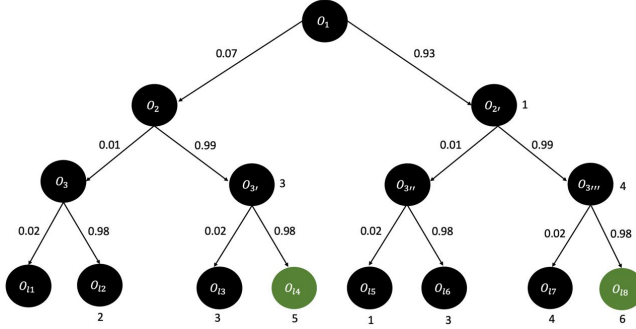 O₁
0.07 0.93
O₂ O₂, 1
0.01 0.99 0.01 0.99
O₃ O₃, 3 O₃,, O₃,,, 4
0.02 0.98 0.02 0.98 0.02 0.98 0.02 0.98
Oₗ₁ Oₗ₂ Oₗ₃ Oₗ₄ Oₗ₅ Oₗ₆ Oₗ₇ Oₗ₈
2 3 5 1 3 4 6